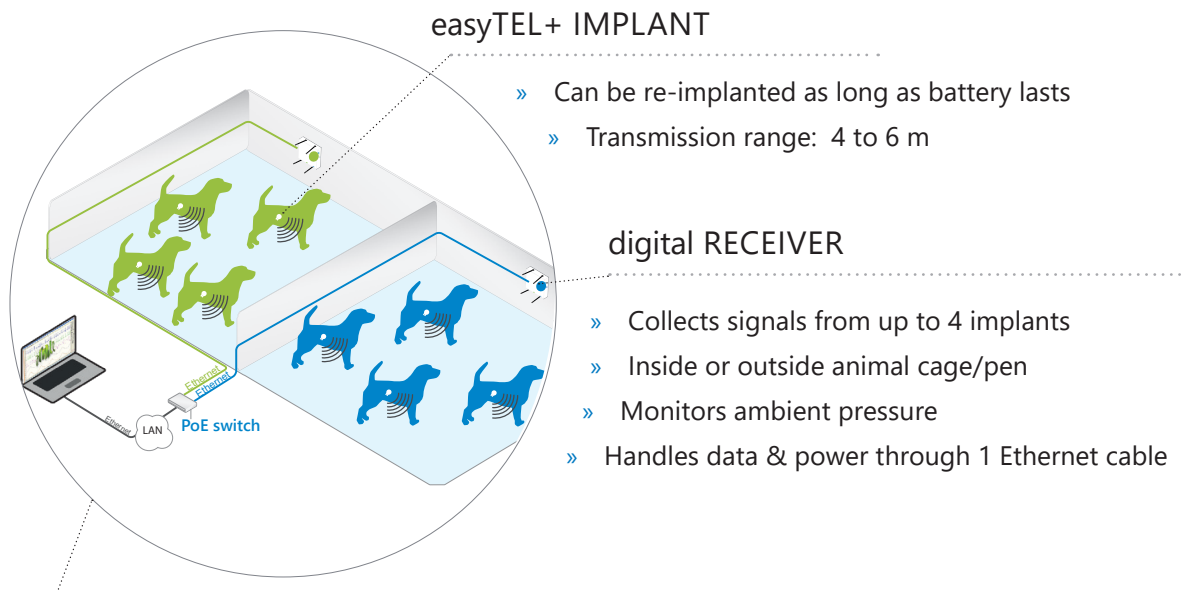 easyTEL+ IMPLANT
» Can be re-implanted as long as battery lasts
» Transmission range: 4 to 6 m
digital RECEIVER
» Collects signals from up to 4 implants
» Inside or outside animal cage/pen
» Monitors ambient pressure
» Handles data & power through 1 Ethernet cable
Ethernet
Ethernet
PoE switch
LAN
Ethernet